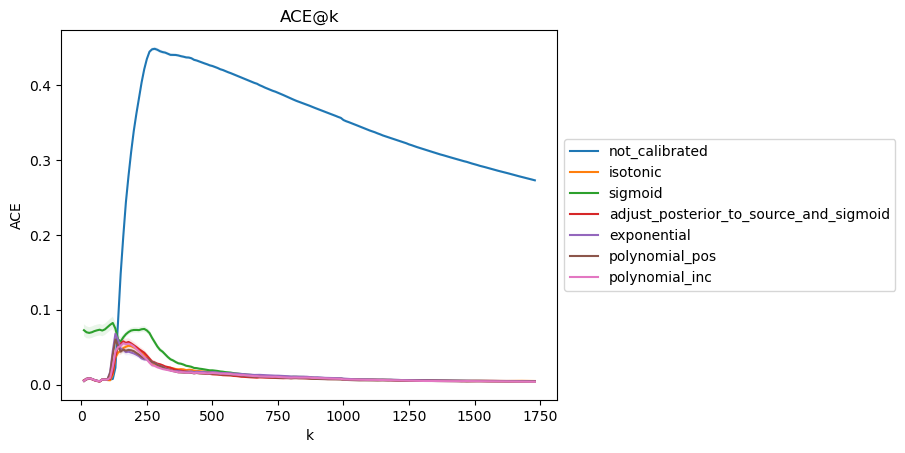 ACE@k
ACE
0.4
0.3
0.2
0.1
0.0
0
250
500
750
1000
1250
1500
1750
k
not_calibrated
isotonic
sigmoid
adjust_posterior_to_source_and_sigmoid
exponential
polynomial_pos
polynomial_inc